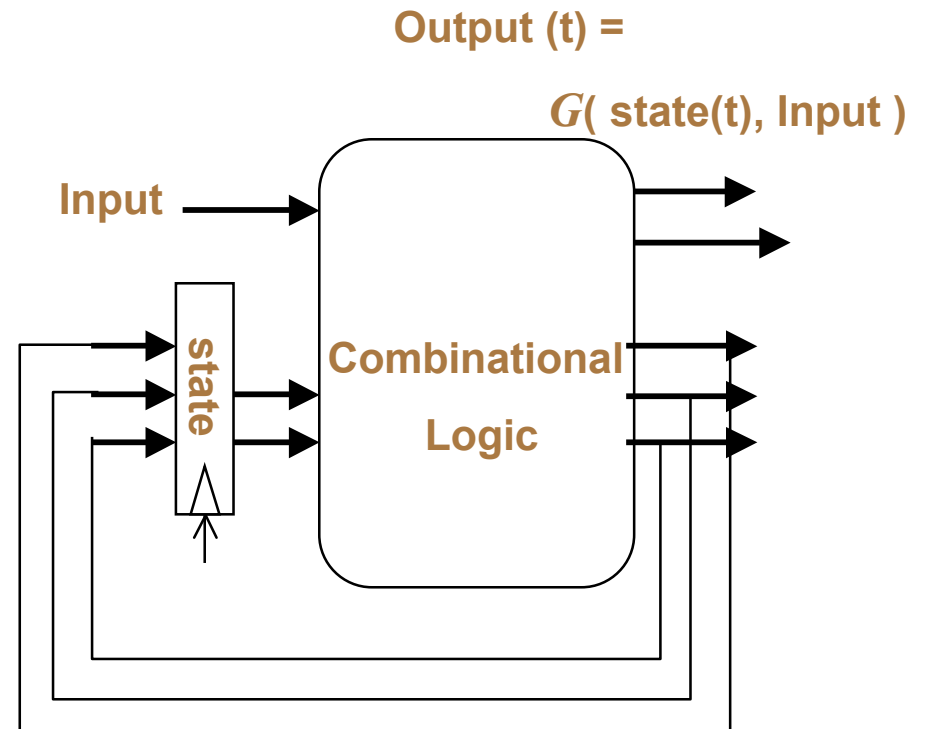 Output (t) =
G( state(t), Input )
Input
state
Combinational
Logic